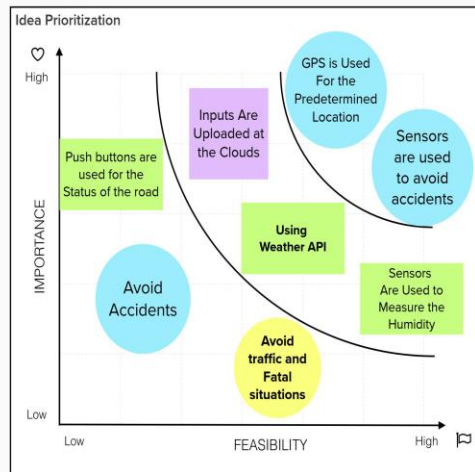 Idea Prioritization
High
IMPORTANCE
Low
GPS is Used
For the
Predetermined
Location
Inputs Are
Uploaded at
the Clouds
Sensors
are used
to avoid
accidents
Push buttons are
used for the
Status of the road
Using
Weather API
Avoid
Accidents
Sensors
Are Used to
Measure the
Humidity
Avoid
traffic and
Fatal
situations
Low
FEASIBILITY
High